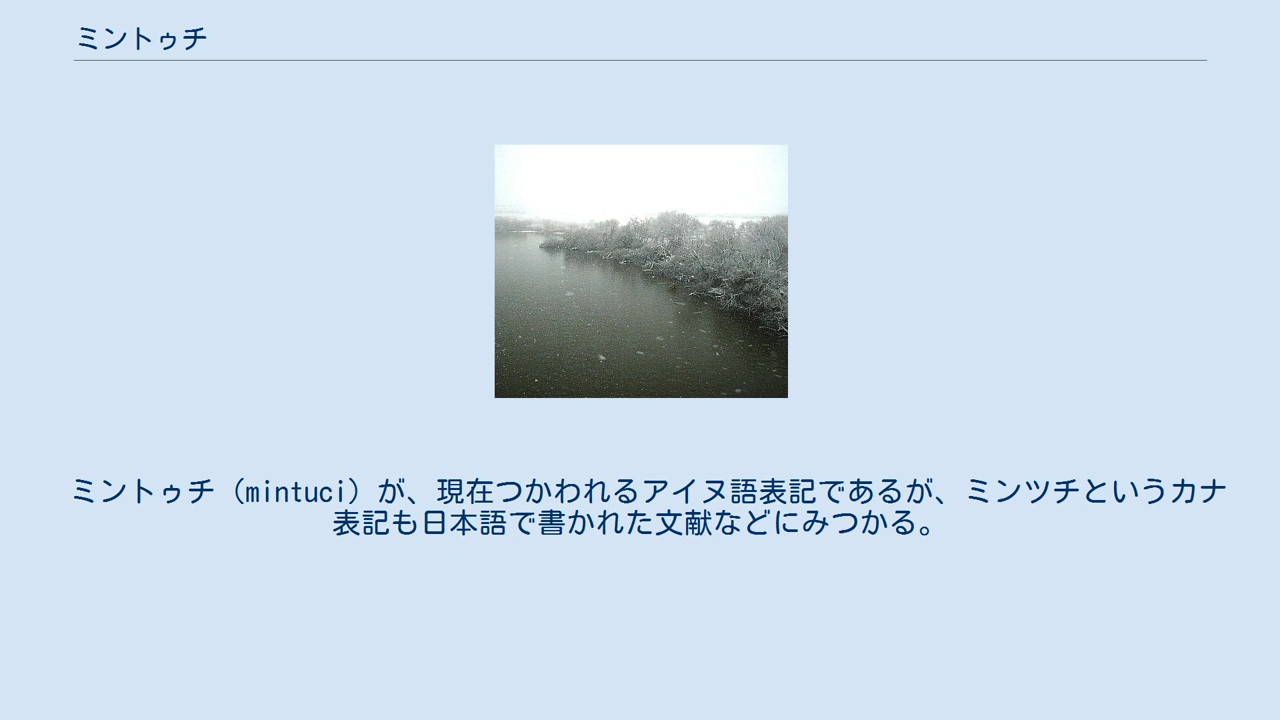 ミントゥチ
ミントゥチ（mintuci）が、現在つかわれるアイヌ語表記であるが、ミンツチというカナ
表記も日本語で書かれた文献などにみつかる。